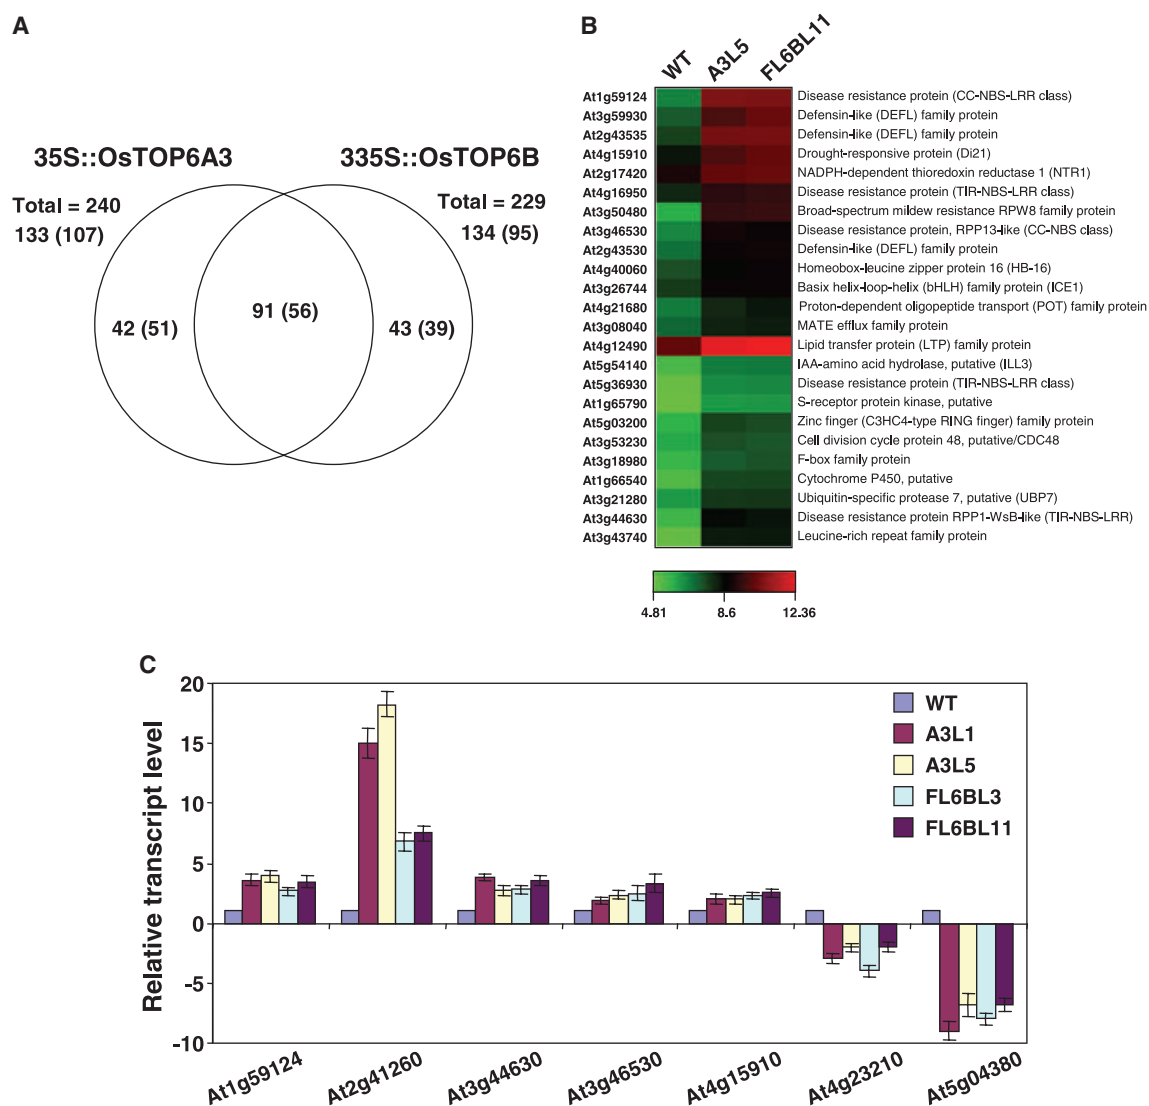 A
35S::OsTOP6A3
335S::OsTOP6B
Total = 240
133 (107)
Total = 229
134 (95)
42 (51)
91 (56)
43 (39)
B
WT
A3L5
FL6BL11
At1g59124 Disease resistance protein (CC-NBS-LRR class)
At3g59930 Defensin-like (DEFL) family protein
At2g43535 Defensin-like (DEFL) family protein
At4g15910 Drought-responsive protein (Di21)
At2g17420 NADPH-dependent thioredoxin reductase 1 (NTR1)
At4g16950 Disease resistance protein (TIR-NBS-LRR class)
At3g50480 Broad-spectrum mildew resistance RPW8 family protein
At3g46530 Disease resistance protein, RPP13-like (CC-NBS class)
At2g43530 Defensin-like (DEFL) family protein
At4g40060 Homeobox-leucine zipper protein 16 (HB-16)
At3g26744 Basix helix-loop-helix (bHLH) family protein (ICE1)
At4g21680 Proton-dependent oligopeptide transport (POT) family protein
At3g08040 MATE efflux family protein
At4g12490 Lipid transfer protein (LTP) family protein
At5g54140 IAA-amino acid hydrolase, putative (ILL3)
At5g36930 Disease resistance protein (TIR-NBS-LRR class)
At1g65790 S-receptor protein kinase, putative
At5g03200 Zinc finger (C3HC4-type RING finger) family protein
At3g53230 Cell division cycle protein 48, putative/CDC48
At3g18980 F-box family protein
At1g66540 Cytochrome P450, putative
At3g21280 Ubiquitin-specific protease 7, putative (UBP7)
At3g44630 Disease resistance protein RPP1-WsB-like (TIR-NBS-LRR)
At3g43740 Leucine-rich repeat family protein
4.81 8.6 12.36
C
Relative transcript level
20
15
10
5
0
-5
-10
WT
A3L1
A3L5
FL6BL3
FL6BL11
At1g59124 At2g41260 At3g44630 At3g46530 At4g15910 At4g23210 At5g04380